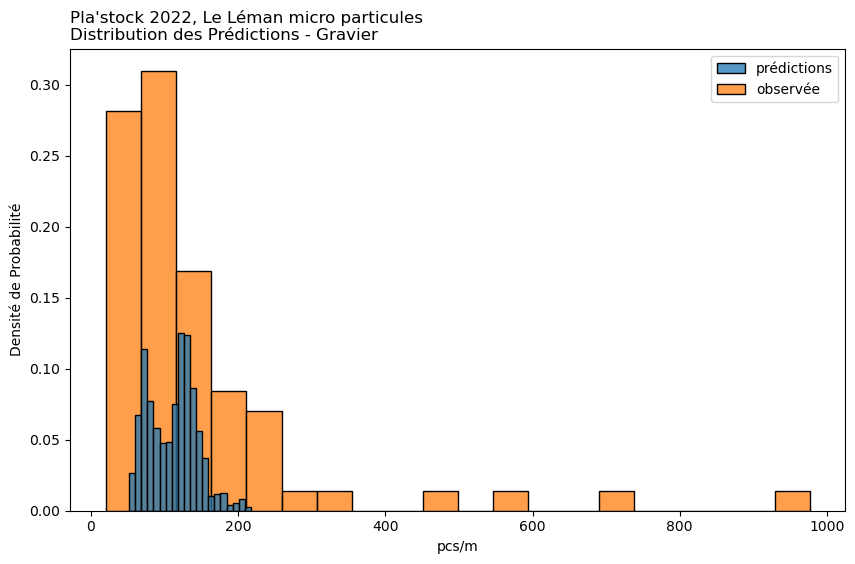 Pla'stock 2022, Le Léman micro particules
Distribution des Prédictions - Gravier
prédictions
observée
Densité de Probabilité
0.30
0.25
0.20
0.15
0.10
0.05
0.00
0 200 400 600 800 1000
pcs/m